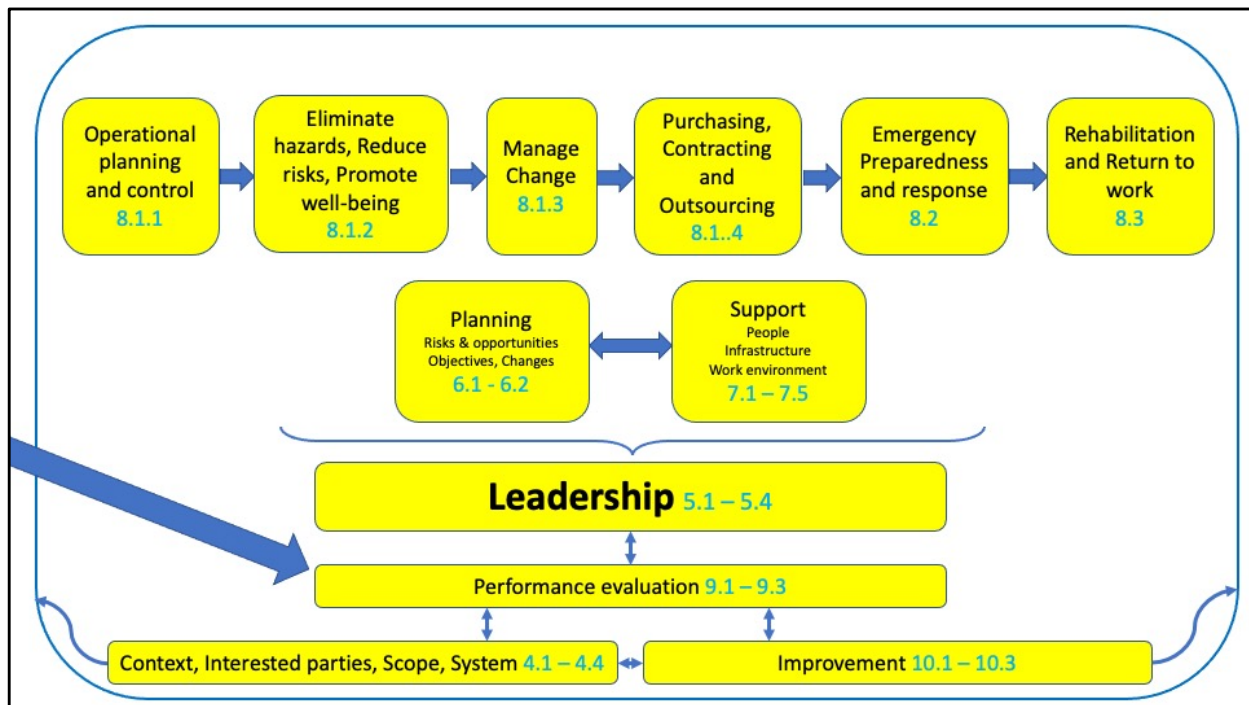 Operational
planning
and control
8.1.1
Eliminate
hazards, Reduce
risks, Promote
well-being
8.1.2
Manage
Change
8.1.3
Purchasing,
Contracting
and
Outsourcing
8.1..4
Emergency
Preparedness
and response
8.2
Rehabilitation
and Return to
work
8.3
Planning
Risks & opportunities
Objectives, Changes
6.1 - 6.2
Support
People
Infrastructure
Work environment
7.1 – 7.5
Leadership 5.1 – 5.4
Performance evaluation 9.1 – 9.3
Context, Interested parties, Scope, System 4.1 – 4.4
Improvement 10.1 – 10.3